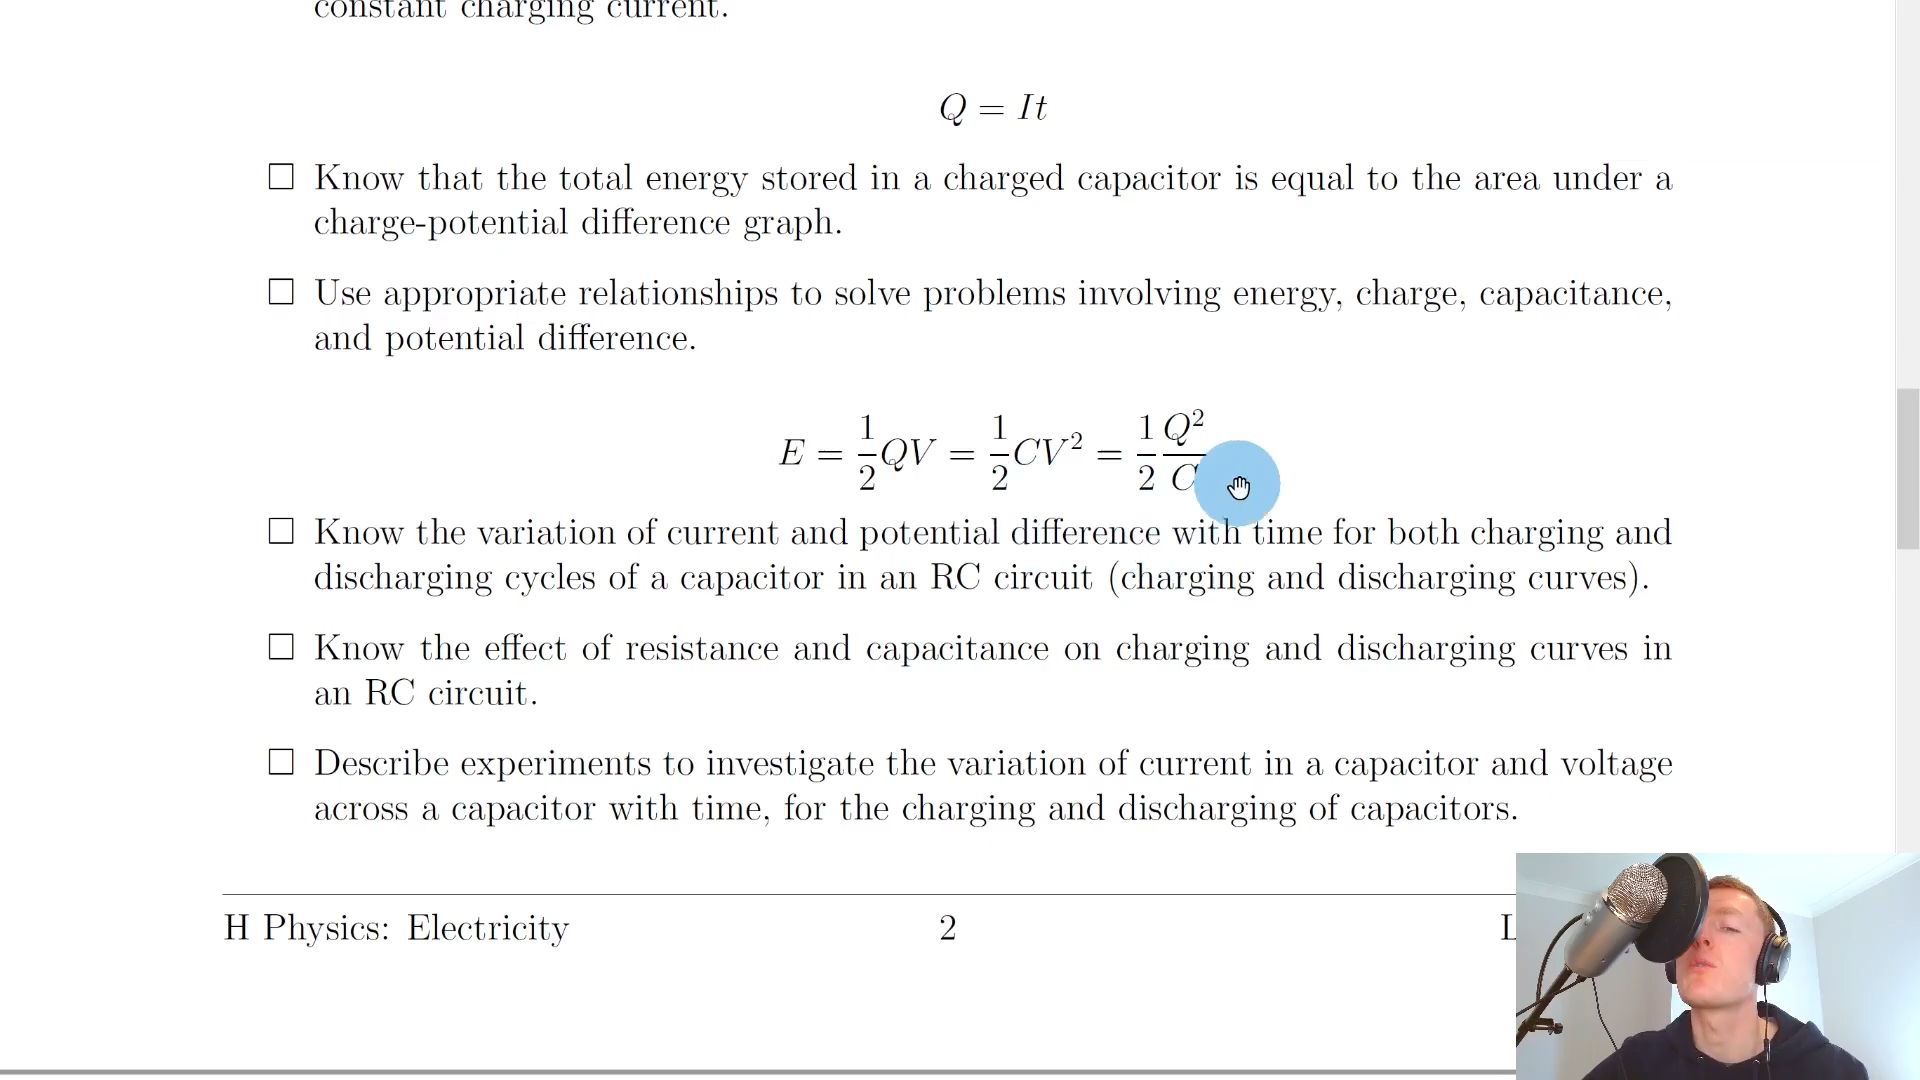 constant charging current.
Q = It
☐ Know that the total energy stored in a charged capacitor is equal to the area under a
charge-potential difference graph.
☐ Use appropriate relationships to solve problems involving energy, charge, capacitance,
and potential difference.
E = 1/2 QV = 1/2 CV² = 1/2 Q²/C
☐ Know the variation of current and potential difference with time for both charging and
discharging cycles of a capacitor in an RC circuit (charging and discharging curves).
☐ Know the effect of resistance and capacitance on charging and discharging curves in
an RC circuit.
☐ Describe experiments to investigate the variation of current in a capacitor and voltage
across a capacitor with time, for the charging and discharging of capacitors.
H Physics: Electricity 2